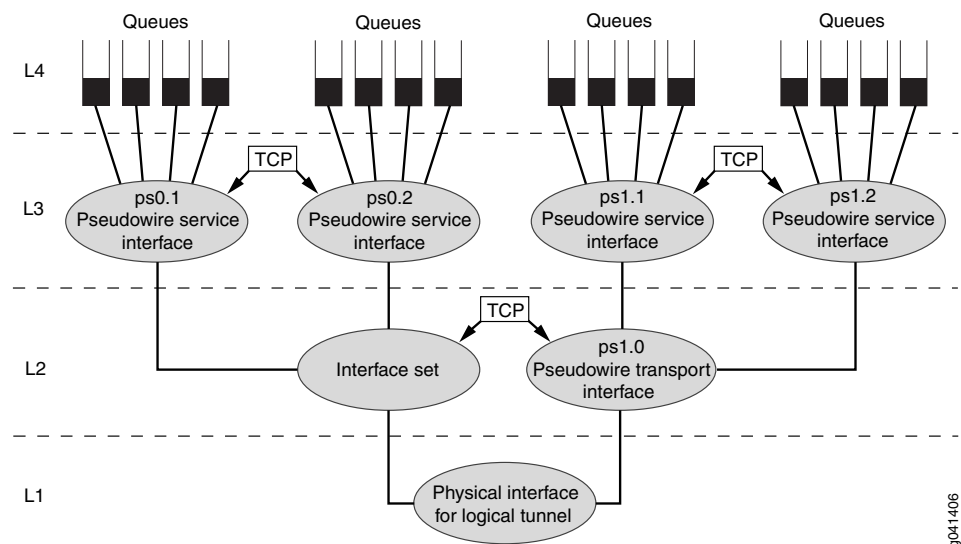 Queues Queues Queues Queues
L4
TCP TCP
L3
ps0.1
Pseudowire service
interface
ps0.2
Pseudowire service
interface
ps1.1
Pseudowire service
interface
ps1.2
Pseudowire service
interface
TCP
L2
Interface set
ps1.0
Pseudowire transport
interface
L1
Physical interface
for logical tunnel
g041406